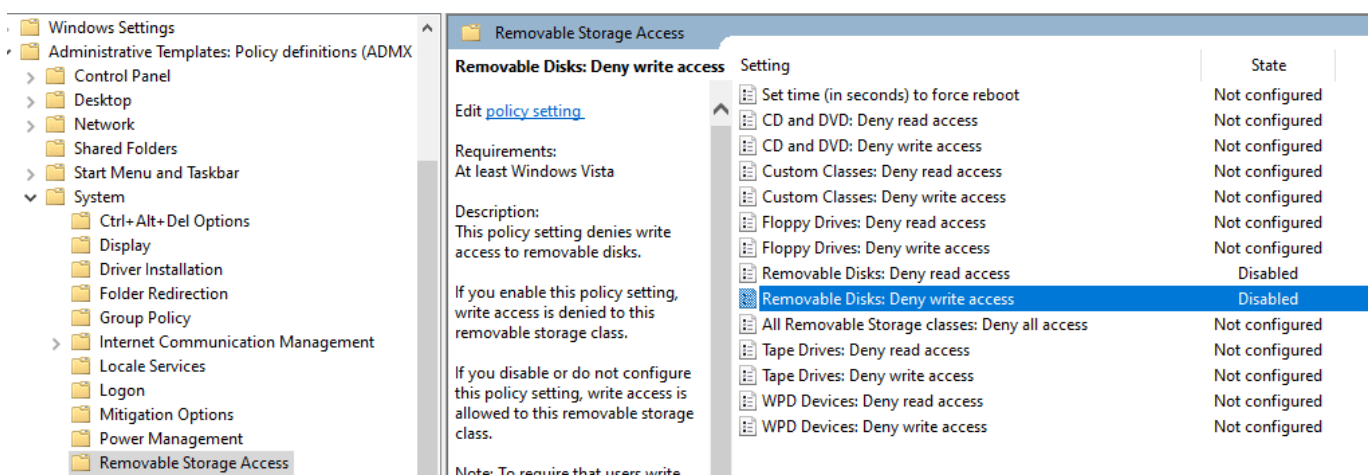 Windows Settings
Administrative Templates: Policy definitions (ADMX
Control Panel
Desktop
Network
Shared Folders
Start Menu and Taskbar
System
Ctrl+Alt+Del Options
Display
Driver Installation
Folder Redirection
Group Policy
Internet Communication Management
Locale Services
Logon
Mitigation Options
Power Management
Removable Storage Access
Removable Storage Access
Removable Disks: Deny write access
Edit policy setting
Requirements:
At least Windows Vista
Description:
This policy setting denies write
access to removable disks.
If you enable this policy setting,
write access is denied to this
removable storage class.
If you disable or do not configure
this policy setting, write access is
allowed to this removable storage
class.
Note: To require that users write
Setting State
Set time (in seconds) to force reboot Not configured
CD and DVD: Deny read access Not configured
CD and DVD: Deny write access Not configured
Custom Classes: Deny read access Not configured
Custom Classes: Deny write access Not configured
Floppy Drives: Deny read access Not configured
Floppy Drives: Deny write access Not configured
Removable Disks: Deny read access Disabled
Removable Disks: Deny write access Disabled
All Removable Storage classes: Deny all access Not configured
Tape Drives: Deny read access Not configured
Tape Drives: Deny write access Not configured
WPD Devices: Deny read access Not configured
WPD Devices: Deny write access Not configured